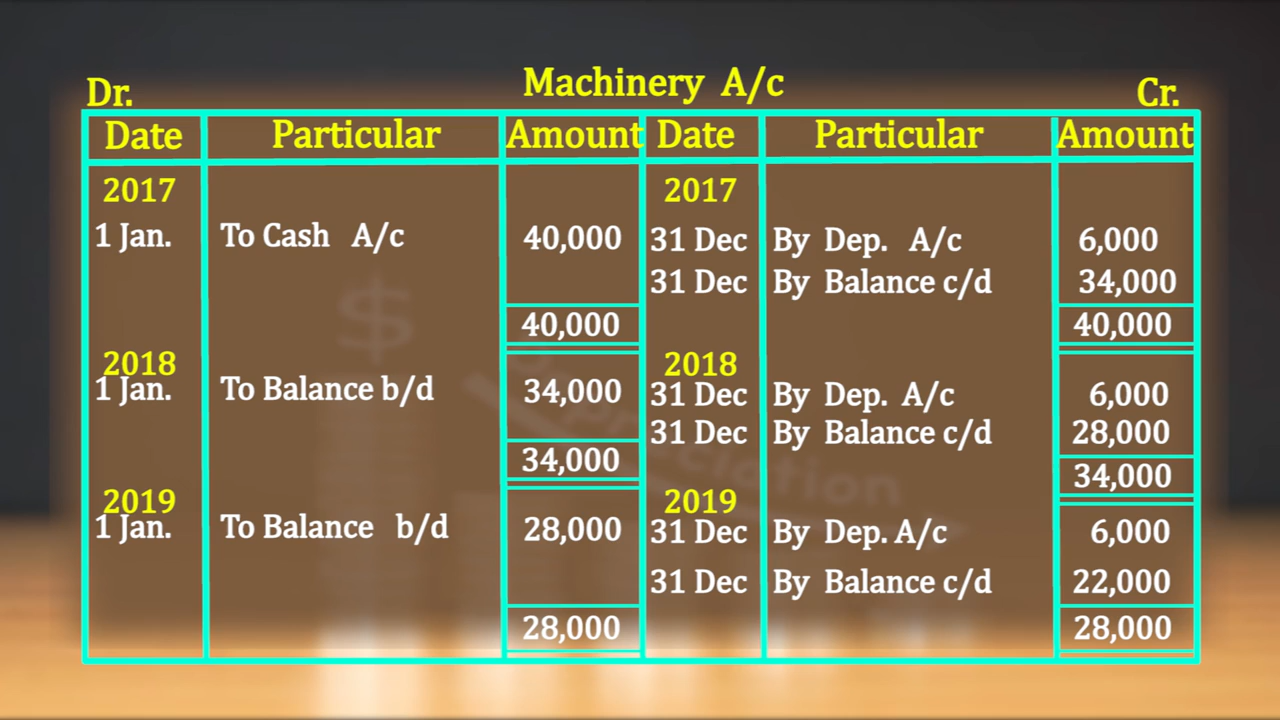 Machinery A/c
Dr. Cr.
Date Particular Amount Date Particular Amount
2017 2017
1 Jan. To Cash A/c 40,000 31 Dec By Dep. A/c 6,000
31 Dec By Balance c/d 34,000
40,000 40,000
2018 2018
1 Jan. To Balance b/d 34,000 31 Dec By Dep. A/c 6,000
31 Dec By Balance c/d 28,000
34,000 34,000
2019 2019
1 Jan. To Balance b/d 28,000 31 Dec By Dep. A/c 6,000
31 Dec By Balance c/d 22,000
28,000 28,000
$
Depreciation